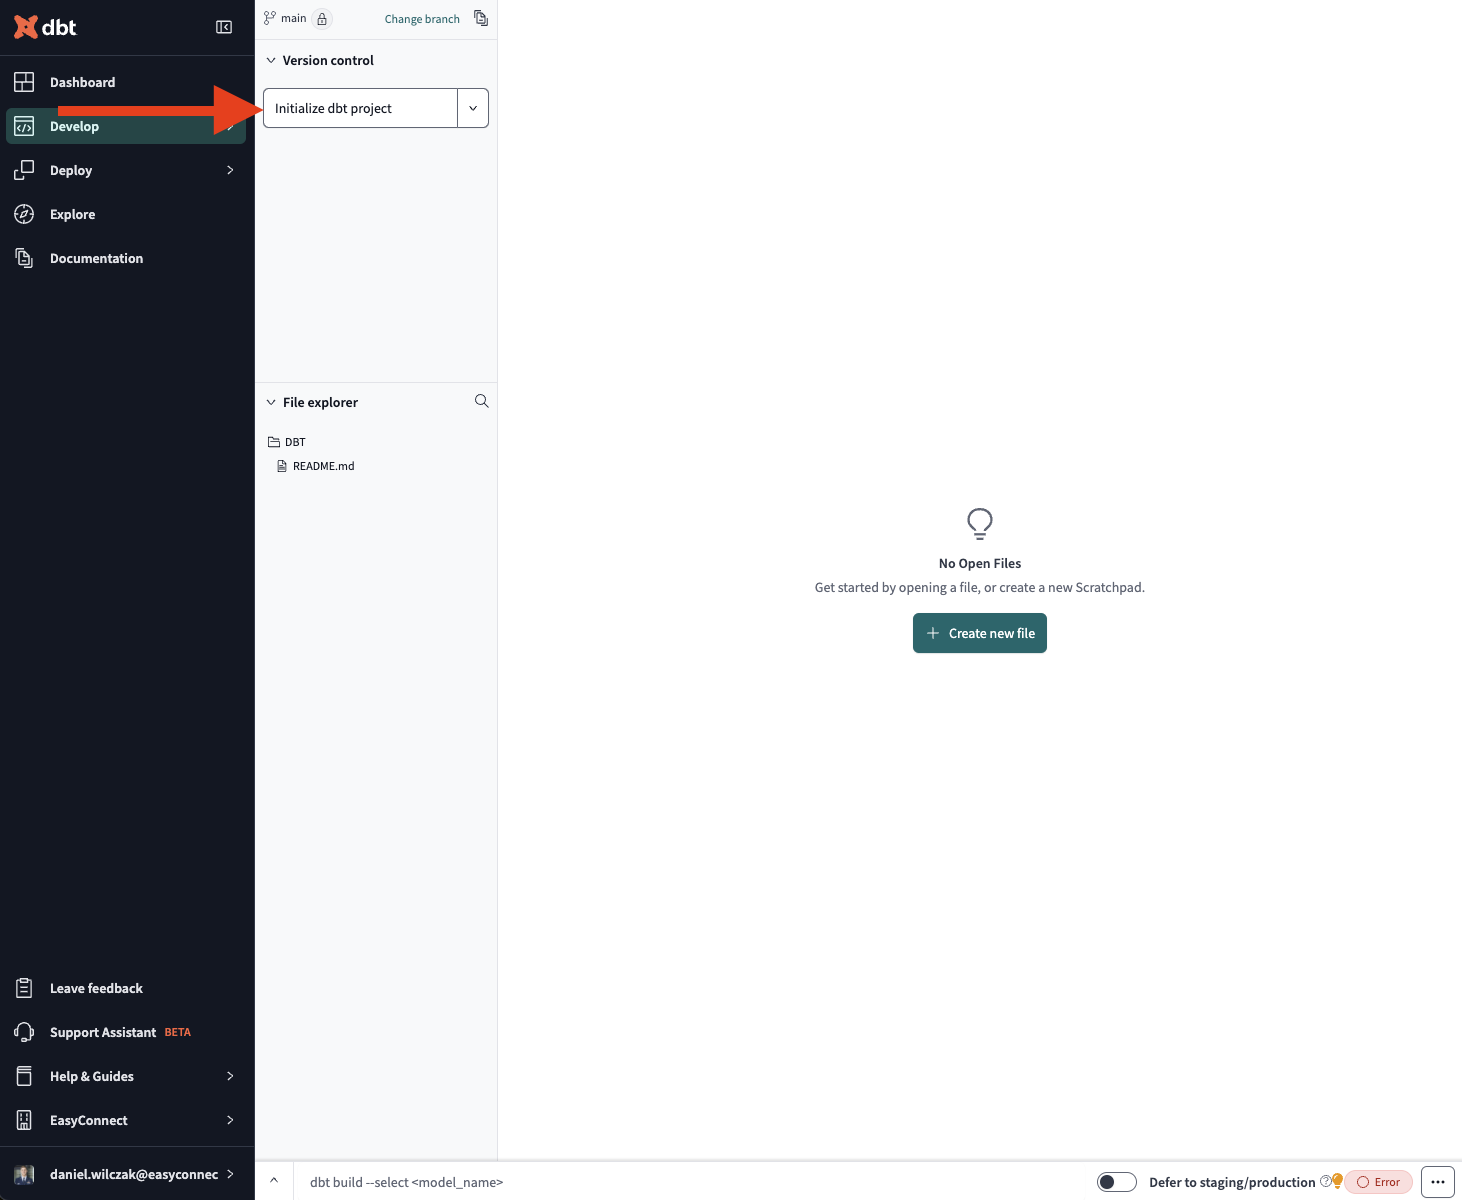 dbt
Dashboard
Develop
Deploy
Explore
Documentation
Leave feedback
Support Assistant BETA
Help & Guides
EasyConnect
daniel.wilczak@easyconnec
main
Change branch
Version control
Initialize dbt project
File explorer
DBT
README.md
No Open Files
Get started by opening a file, or create a new Scratchpad.
Create new file
dbt build --select <model_name>
Defer to staging/production
Error